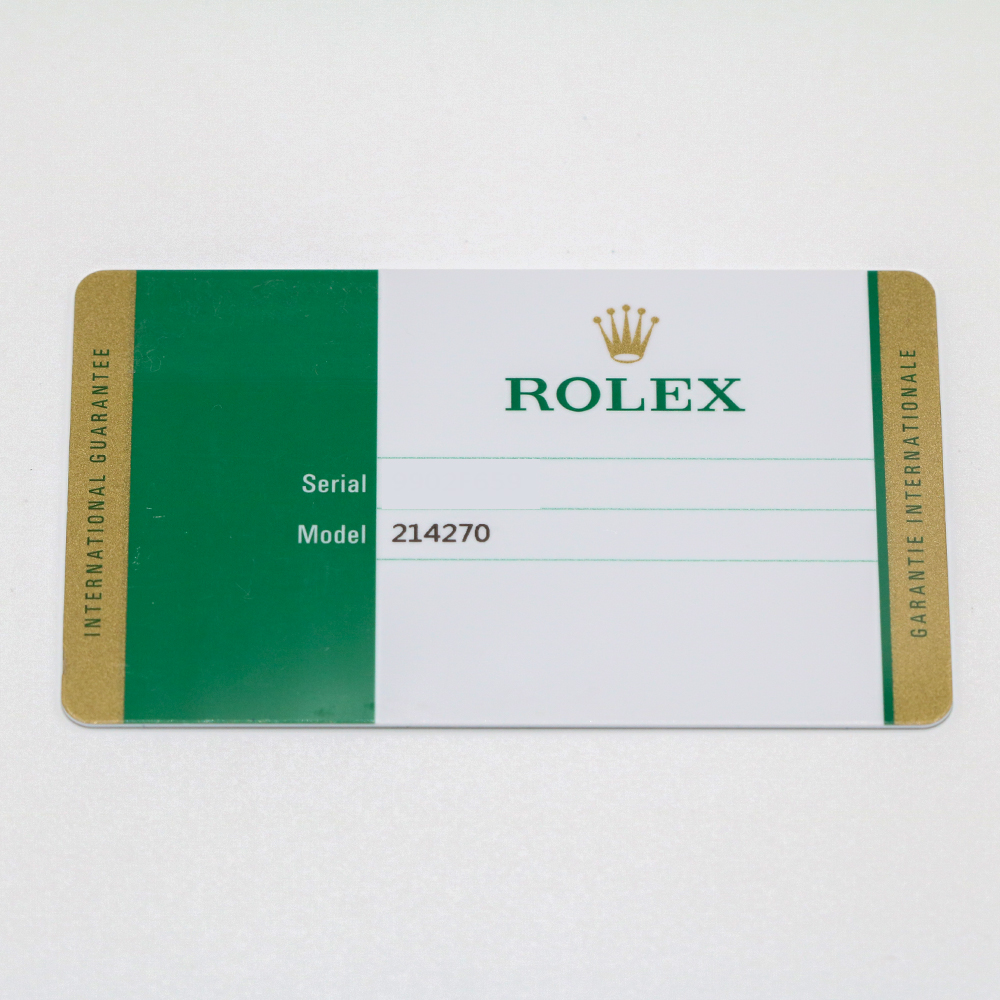 INTERNATIONAL GUARANTEE
ROLEX
Serial
Model 214270
GARANTIE INTERNATIONALE